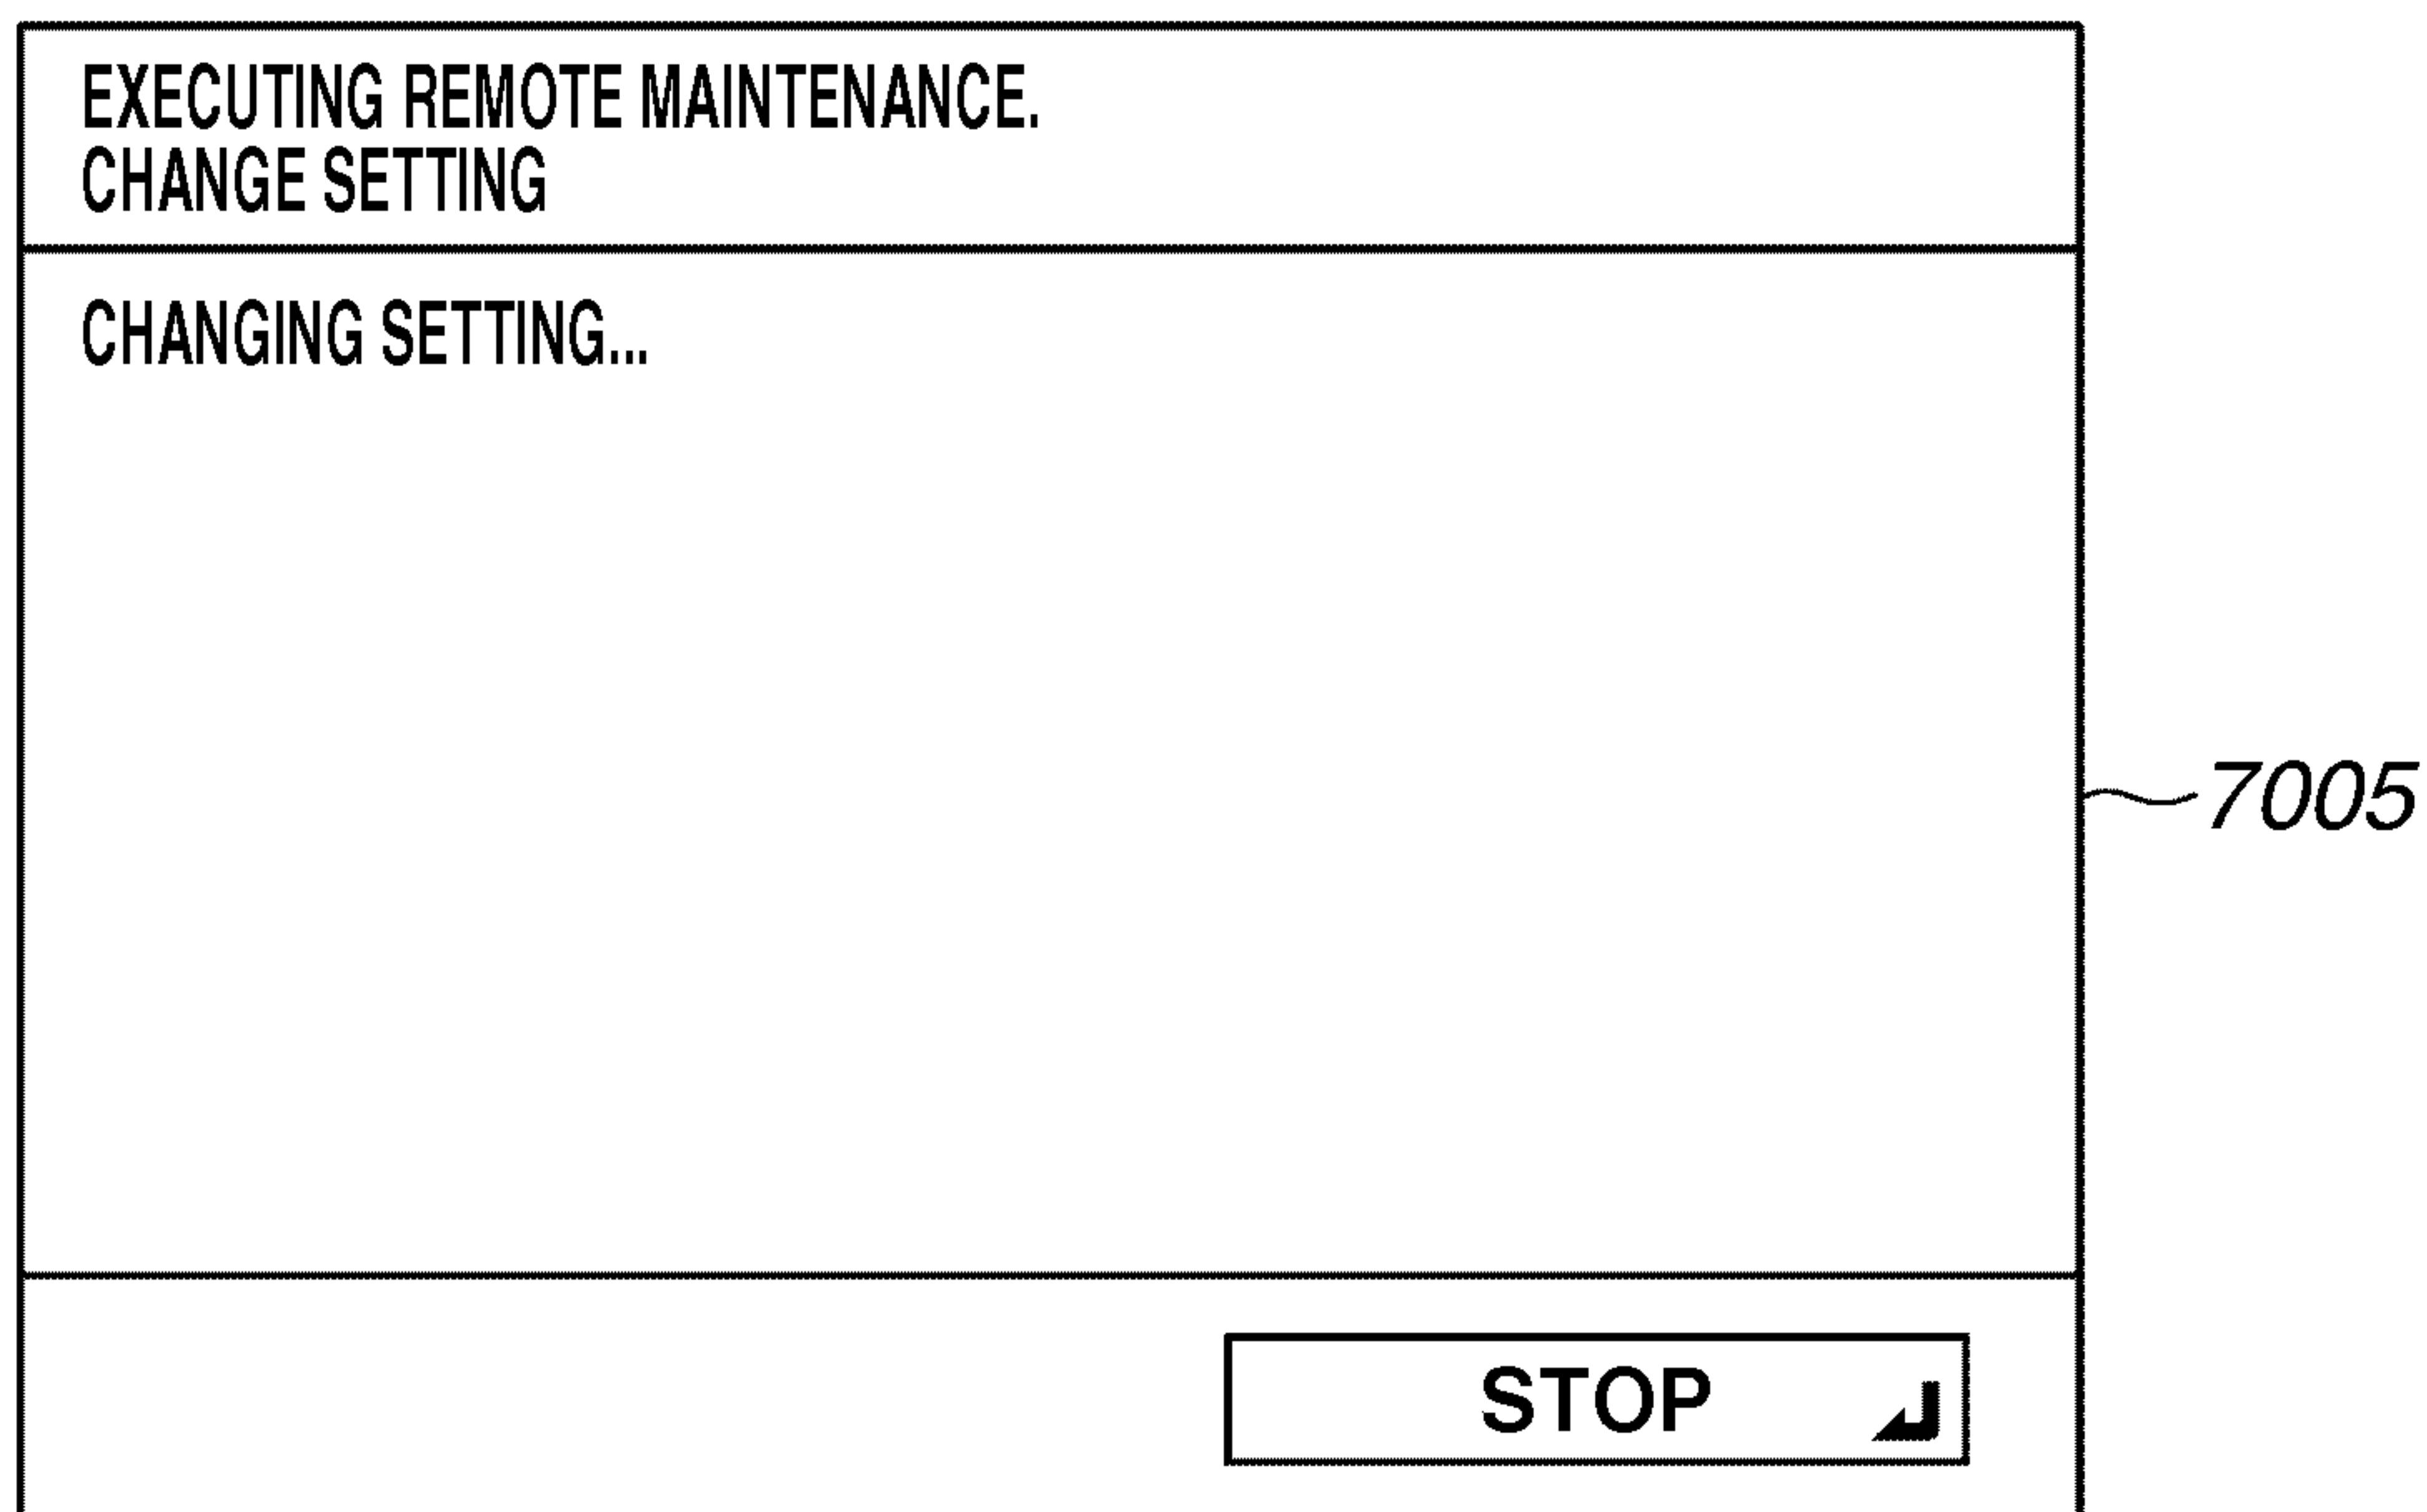 EXECUTING REMOTE MAINTENANCE.
CHANGE SETTING
CHANGING SETTING...
7005
STOP